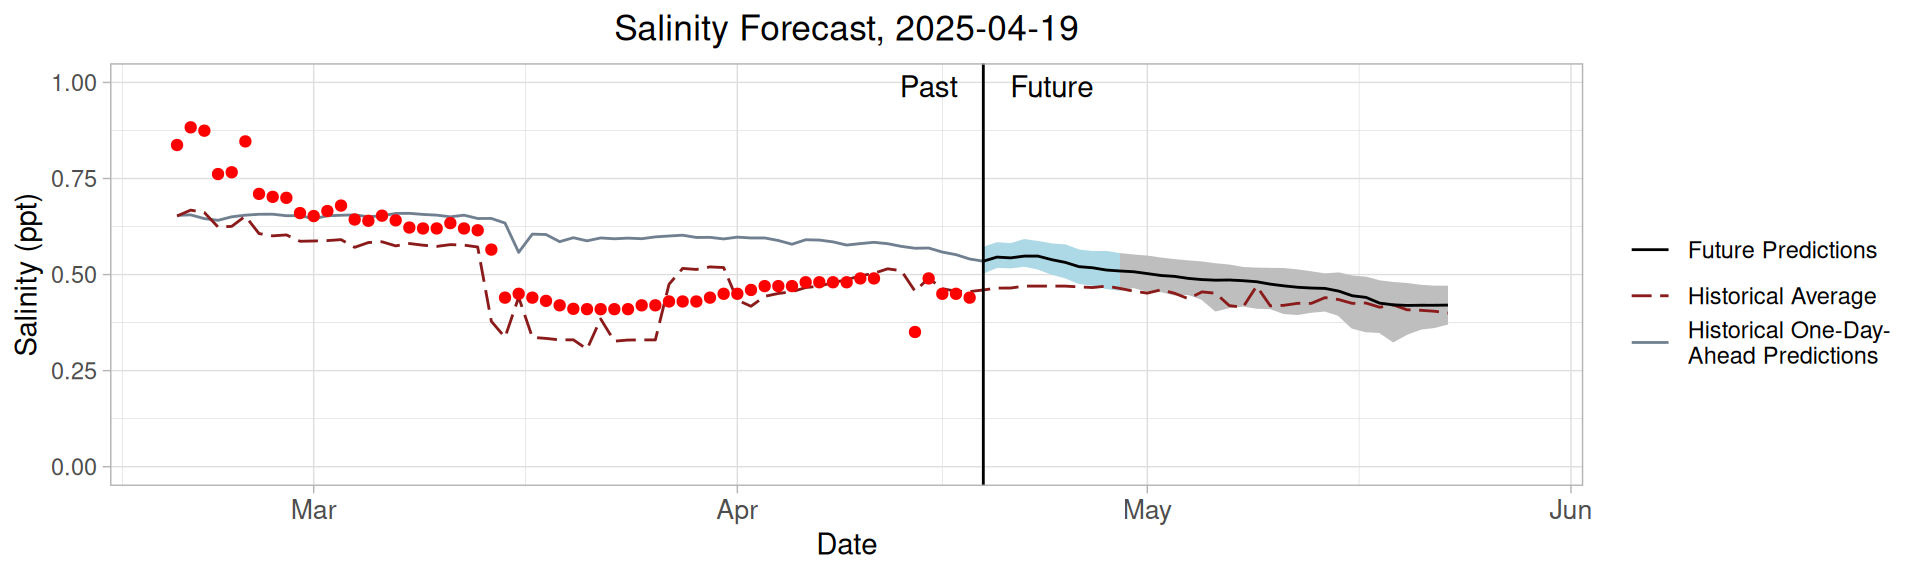 Salinity Forecast, 2025-04-19
Past
Future
Salinity (ppt)
1.00
0.75
0.50
0.25
0.00
Mar
Apr
May
Jun
Date
Future Predictions
Historical Average
Historical One-Day-
Ahead Predictions